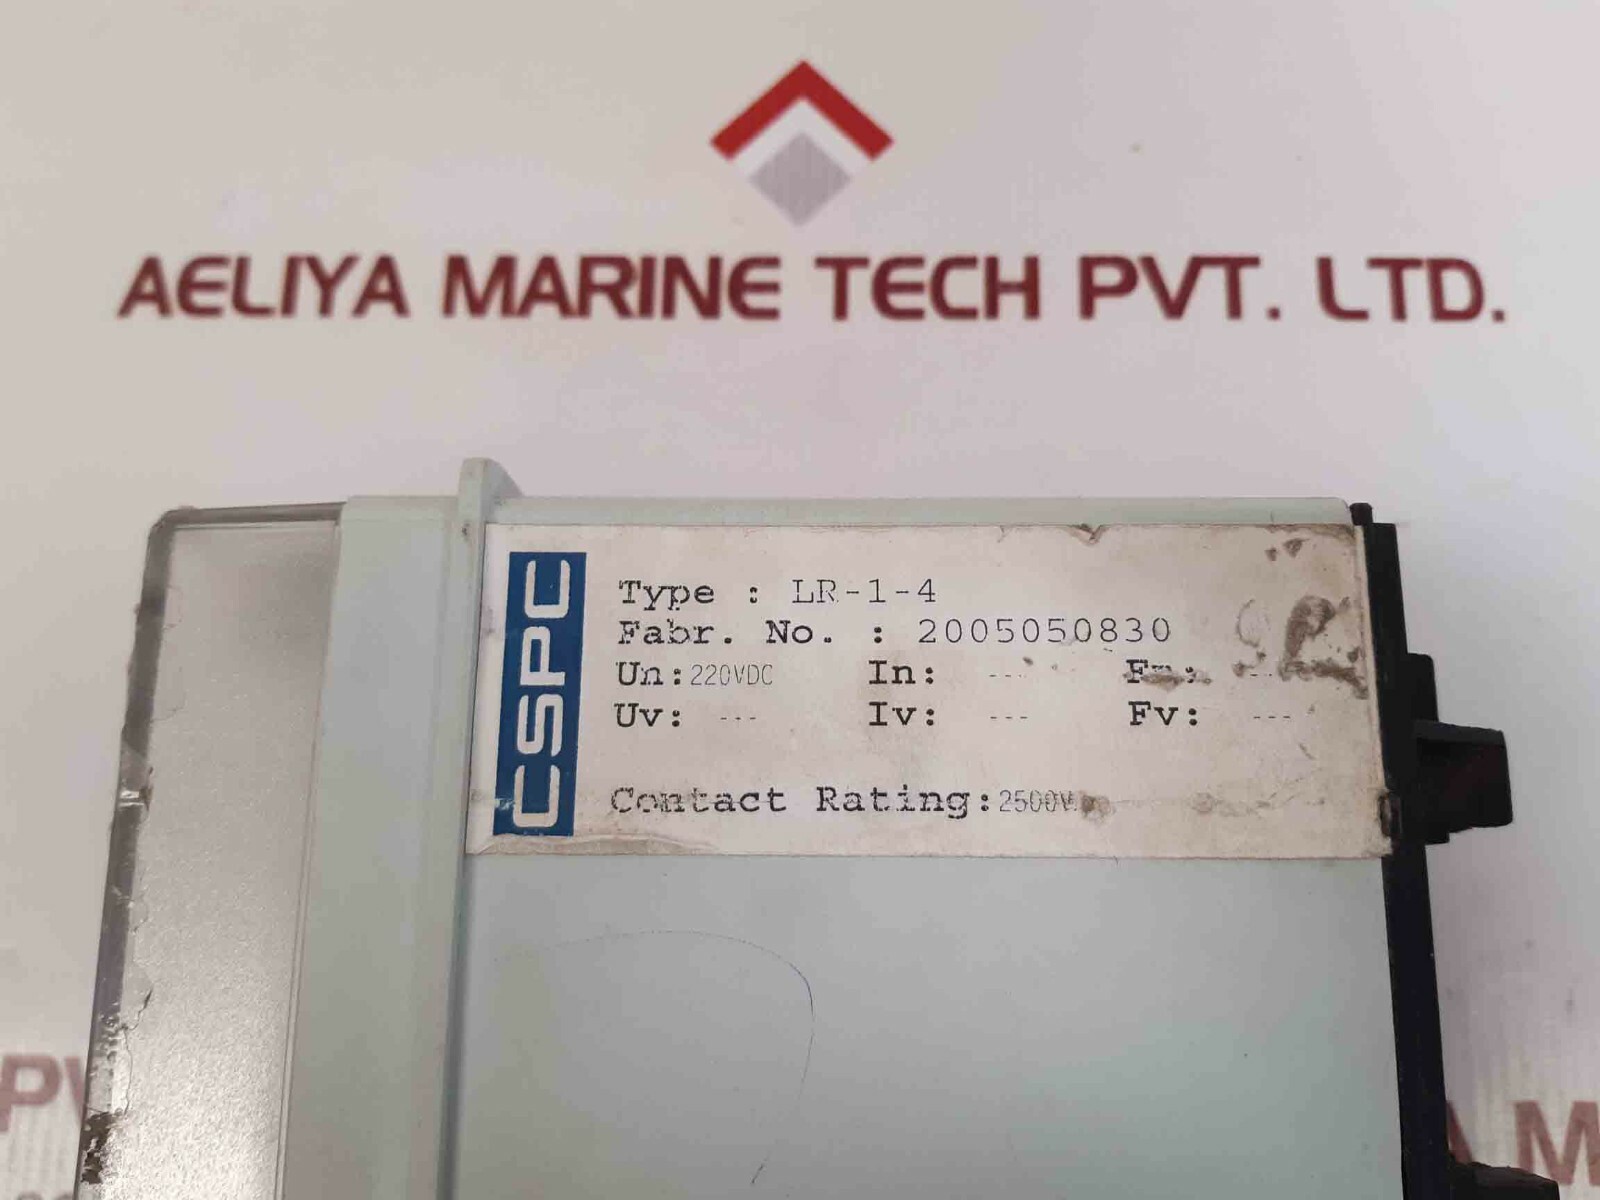 AELIYA MARINE TECH PVT. LTD.
CSPC
Type : LR-1-4
Fabr. No. : 2005050830
Un: 220VDC In: --- Fn: ---
Uv: --- Iv: --- Fv: ---
Contact Rating: 2500V